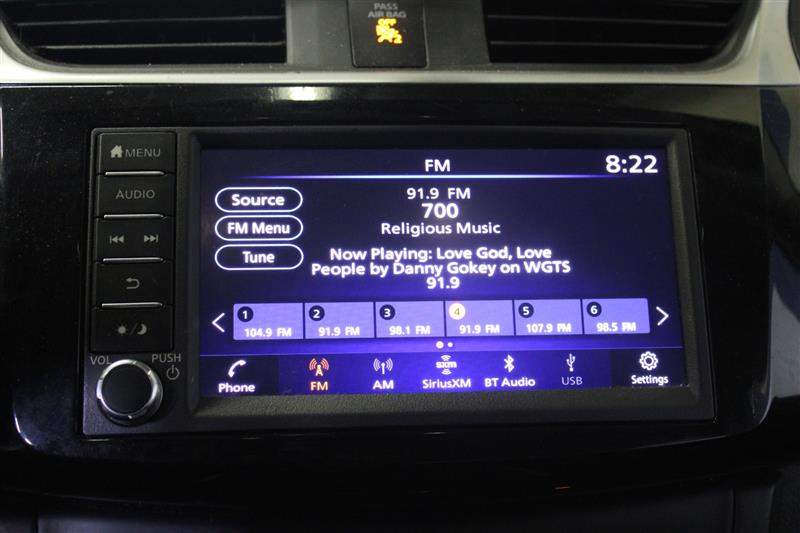 PASS
AIR BAG
OFF
2
MENU
AUDIO
VOL
PUSH
FM
8:22
Source
FM Menu
Tune
91.9 FM
700
Religious Music
Now Playing: Love God, Love
People by Danny Gokey on WGTS
91.9
1 2 3 4 5 6
104.9 FM 91.9 FM 98.1 FM 91.9 FM 107.9 FM 98.5 FM
Phone FM AM sxm SiriusXM BT Audio USB Settings